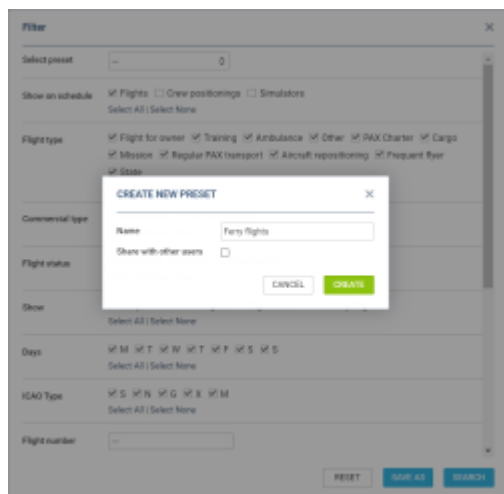 Filter ×
Select preset -- 
Show on schedule Flights Crew positionings Simulators
Select All | Select None
Flight type Flight for owner Training Ambulance Other PAX Charter Cargo
Mission Regular PAX transport Aircraft repositioning Frequent flyer
State
CREATE NEW PRESET ×
Commercial type
Name Ferry flights
Share with other users
Flight status
CANCEL CREATE
Show
Select All | Select None
Days M T W T F S S
Select All | Select None
ICAO Type S N G X M
Select All | Select None
Flight number --
RESET SAVE AS SEARCH